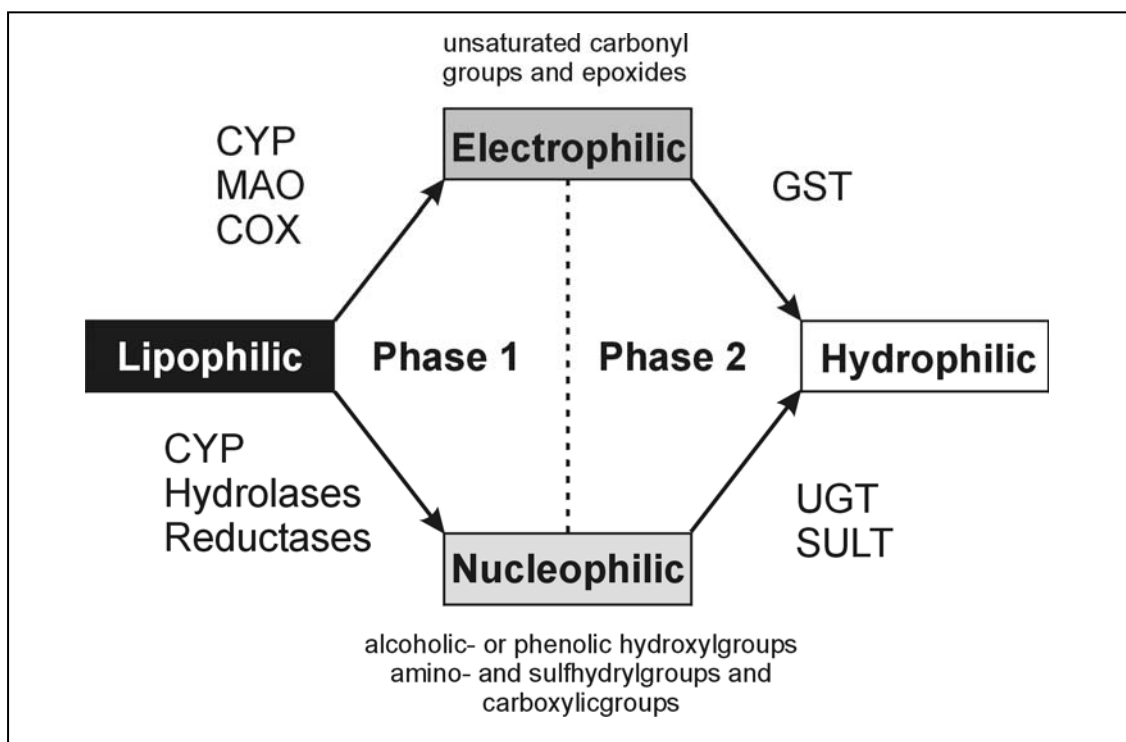 unsaturated carbonyl
groups and epoxides
Electrophilic
CYP
MAO
COX
GST
Lipophilic
Phase 1
Phase 2
Hydrophilic
CYP
Hydrolases
Reductases
UGT
SULT
Nucleophilic
alcoholic- or phenolic hydroxylgroups
amino- and sulfhydrylgroups and
carboxylicgroups